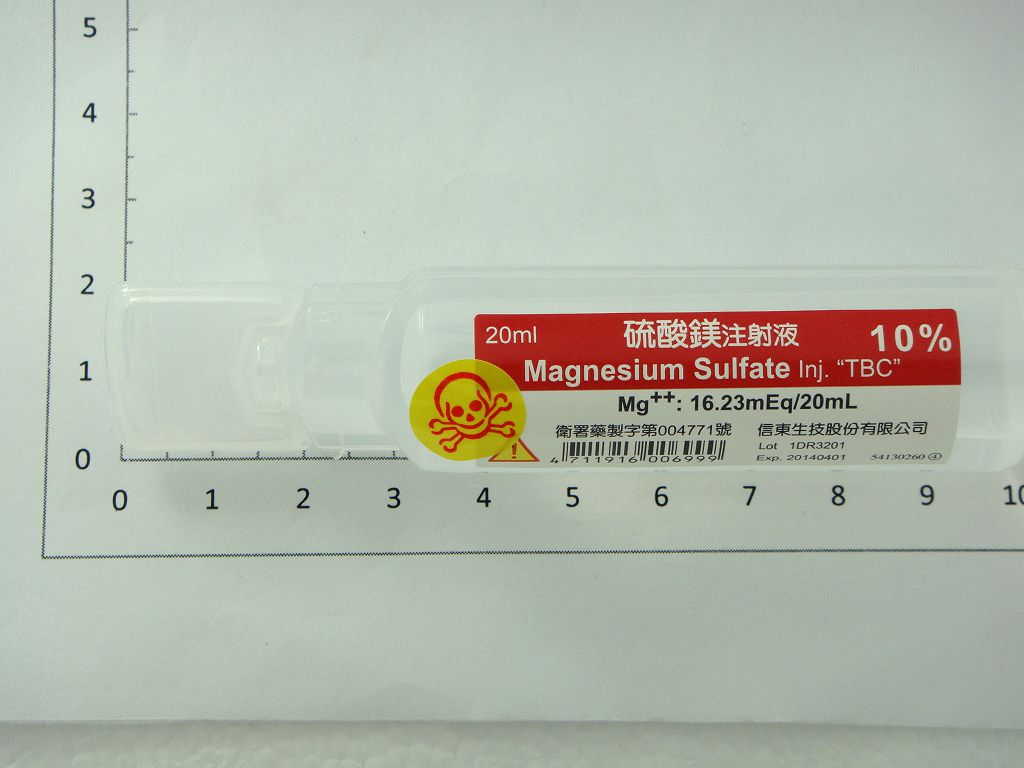 5
4
3
2
1
0
20ml 硫酸鎂注射液 10%
Magnesium Sulfate Inj. “TBC”
Mg++: 16.23mEq/20mL
衛署藥製字第004771號 信東生技股份有限公司
Lot 1DR3201
4 711916 006999 Exp. 20140401 54130260 ④
!
0 1 2 3 4 5 6 7 8 9 10